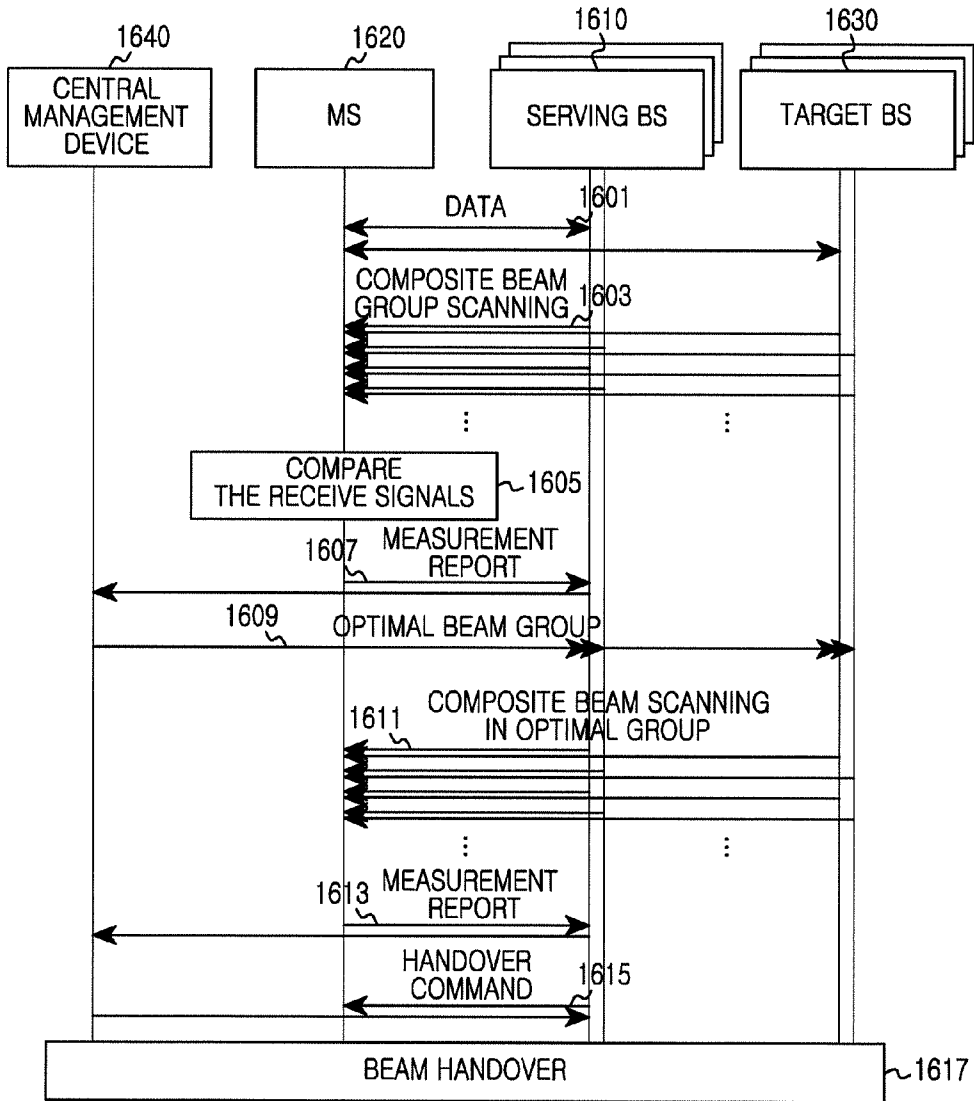 1640
1620
1610
1630
CENTRAL
MANAGEMENT
DEVICE
MS
SERVING BS
TARGET BS
DATA
1601
COMPOSITE BEAM
GROUP SCANNING
1603
⋮
⋮
COMPARE
THE RECEIVE SIGNALS
1605
MEASUREMENT
REPORT
1607
1609
OPTIMAL BEAM GROUP
COMPOSITE BEAM SCANNING
IN OPTIMAL GROUP
1611
⋮
⋮
MEASUREMENT
REPORT
1613
HANDOVER
COMMAND
1615
BEAM HANDOVER
1617